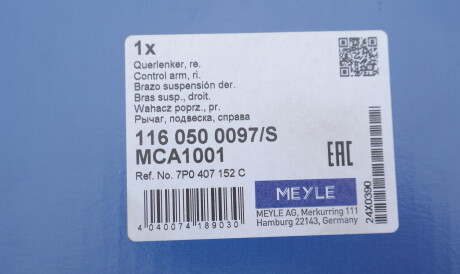 1x
Querlenker, re.
Control arm, ri.
Brazo suspensión der.
Bras susp., droit.
Wahacz poprz., pr.
Рычаг, подвеска, справа
116 050 0097/S
MCA1001
Ref. No. 7P0 407 152 C
EAC
MEYLE
MEYLE AG, Merkurring 111
Hamburg 22143, Germany
4 040074 189030
24X0390